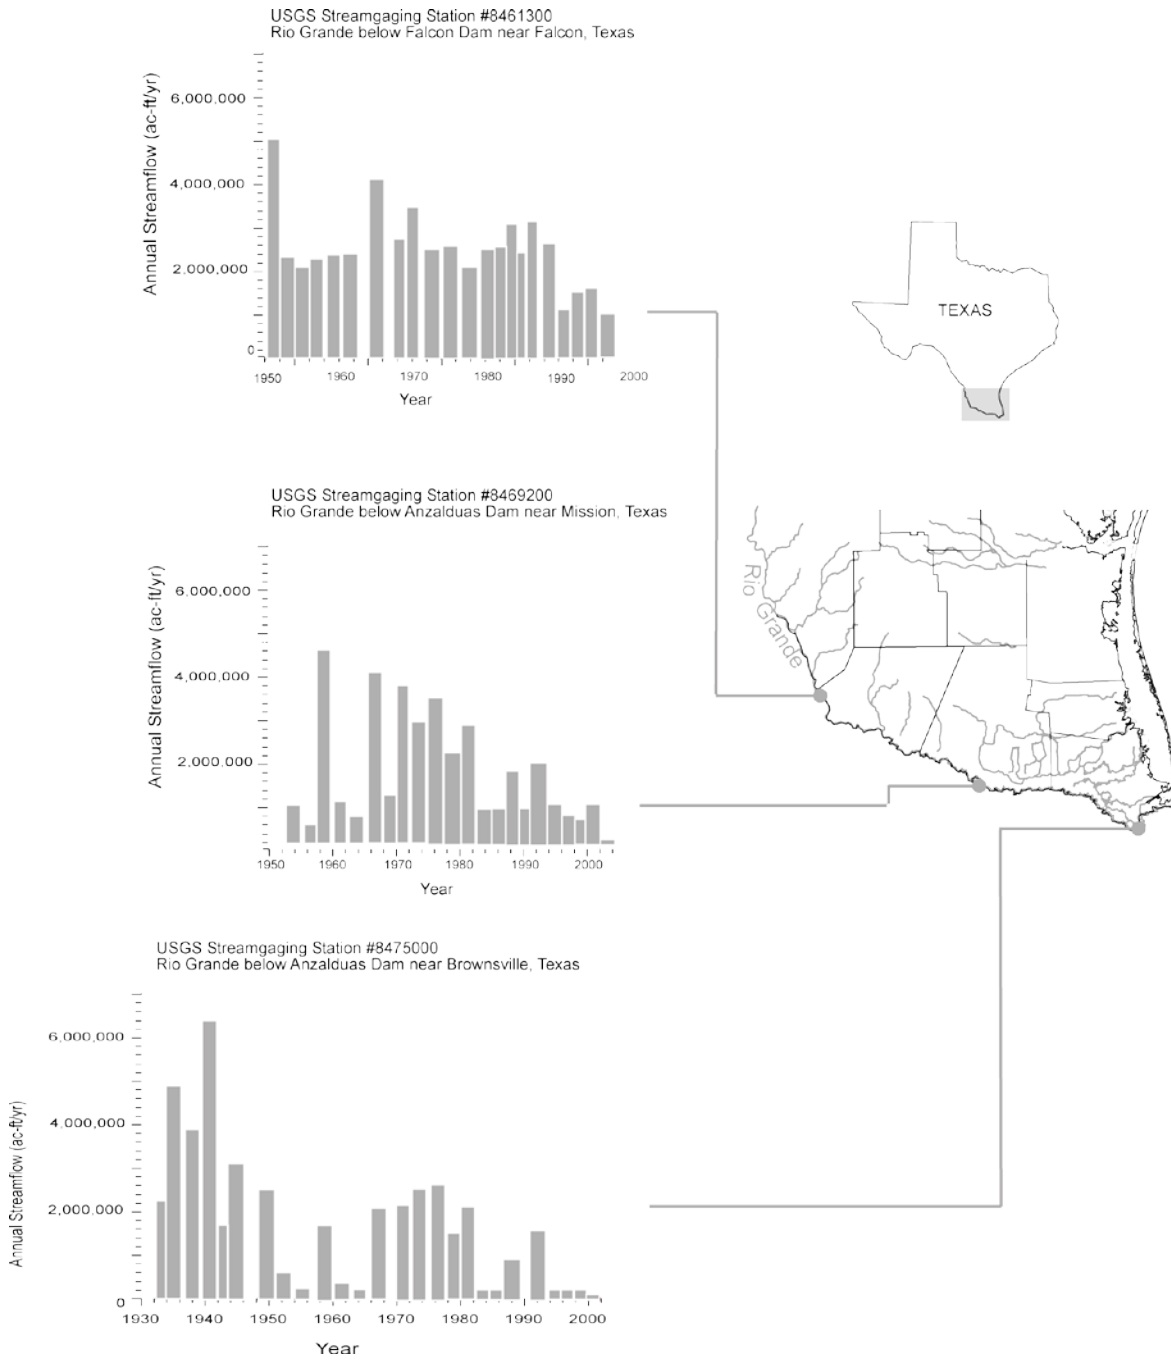 USGS Streamgaging Station #8461300
Rio Grande below Falcon Dam near Falcon, Texas
Annual Streamflow (ac-ft/yr)
6,000,000
4,000,000
2,000,000
0
1950 1960 1970 1980 1990 2000
Year
TEXAS
USGS Streamgaging Station #8469200
Rio Grande below Anzalduas Dam near Mission, Texas
Annual Streamflow (ac-ft/yr)
6,000,000
4,000,000
2,000,000
1950 1960 1970 1980 1990 2000
Year
Rio Grande
USGS Streamgaging Station #8475000
Rio Grande below Anzalduas Dam near Brownsville, Texas
Annual Streamflow (ac-ft/yr)
6,000,000
4,000,000
2,000,000
0
1930 1940 1950 1960 1970 1980 1990 2000
Year